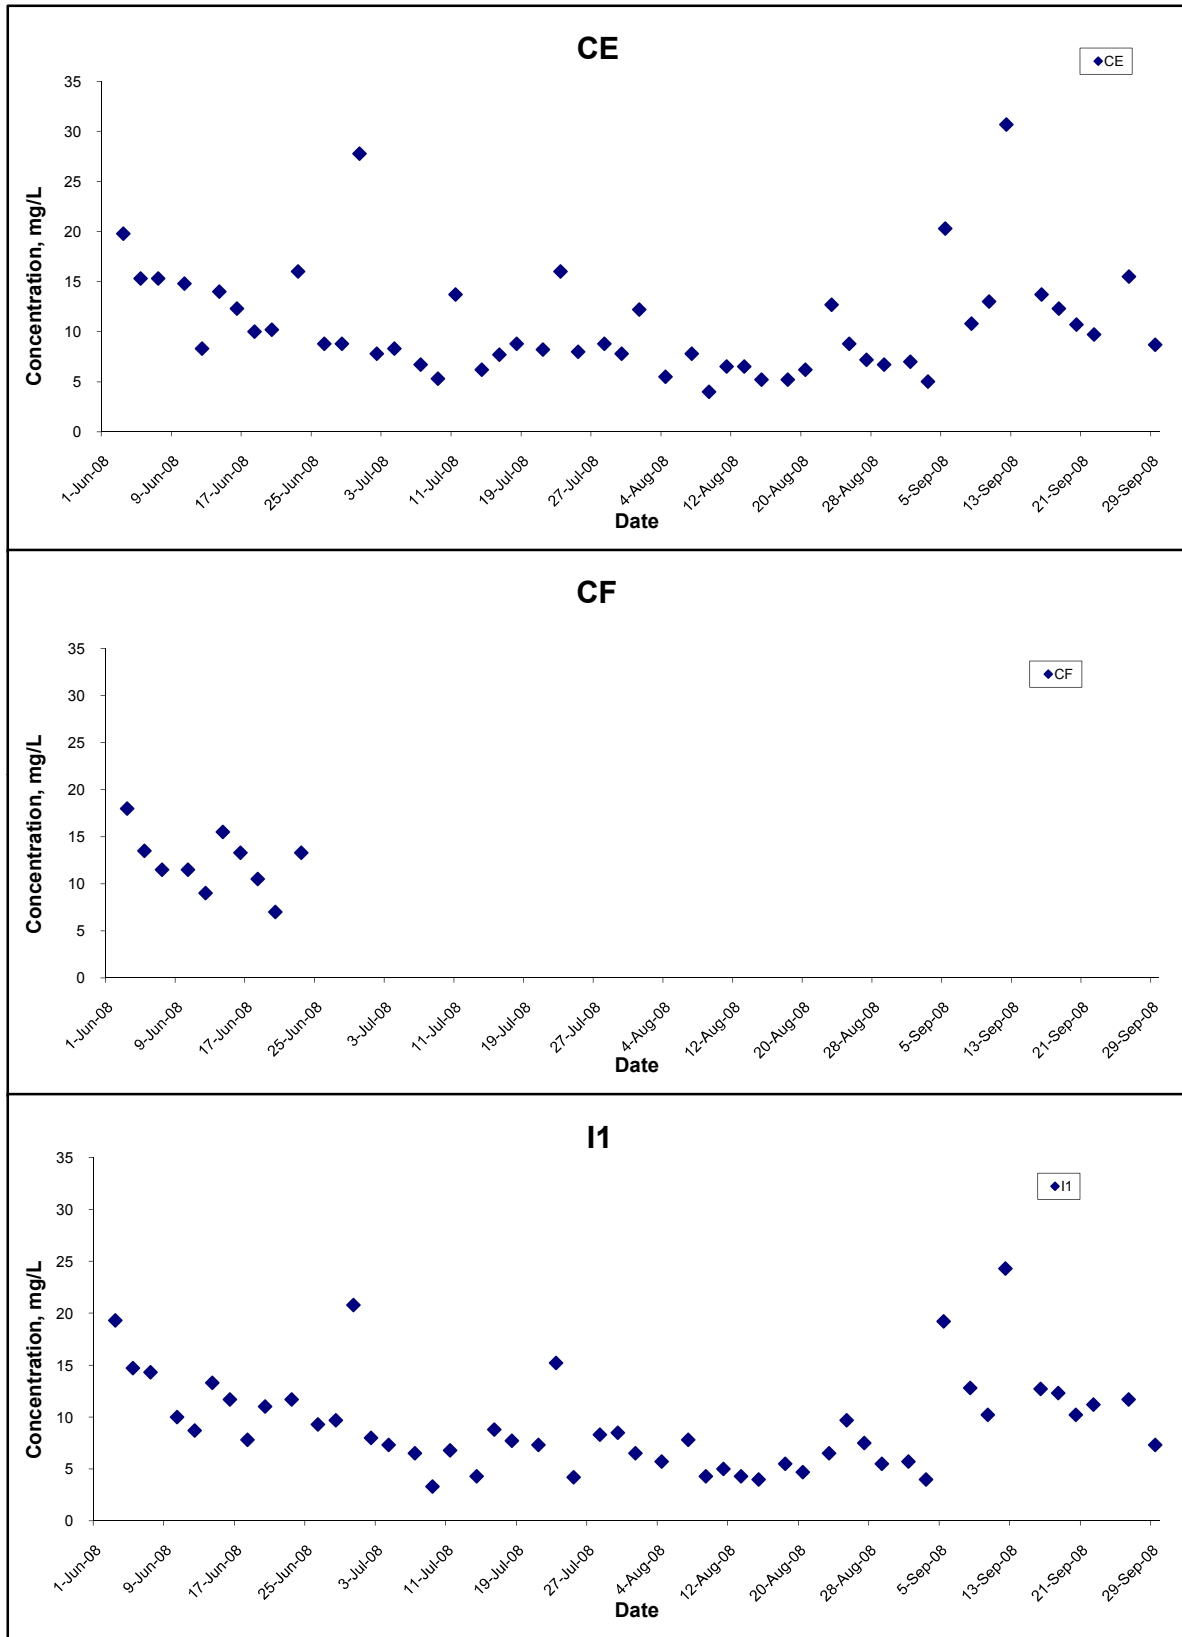 CE
CE
35
30
25
20
15
10
5
0
Concentration, mg/L
1-Jun-08 9-Jun-08 17-Jun-08 25-Jun-08 3-Jul-08 11-Jul-08 19-Jul-08 27-Jul-08 4-Aug-08 12-Aug-08 20-Aug-08 28-Aug-08 5-Sep-08 13-Sep-08 21-Sep-08 29-Sep-08
Date
CF
CF
35
30
25
20
15
10
5
0
Concentration, mg/L
1-Jun-08 9-Jun-08 17-Jun-08 25-Jun-08 3-Jul-08 11-Jul-08 19-Jul-08 27-Jul-08 4-Aug-08 12-Aug-08 20-Aug-08 28-Aug-08 5-Sep-08 13-Sep-08 21-Sep-08 29-Sep-08
Date
I1
I1
35
30
25
20
15
10
5
0
Concentration, mg/L
1-Jun-08 9-Jun-08 17-Jun-08 25-Jun-08 3-Jul-08 11-Jul-08 19-Jul-08 27-Jul-08 4-Aug-08 12-Aug-08 20-Aug-08 28-Aug-08 5-Sep-08 13-Sep-08 21-Sep-08 29-Sep-08
Date